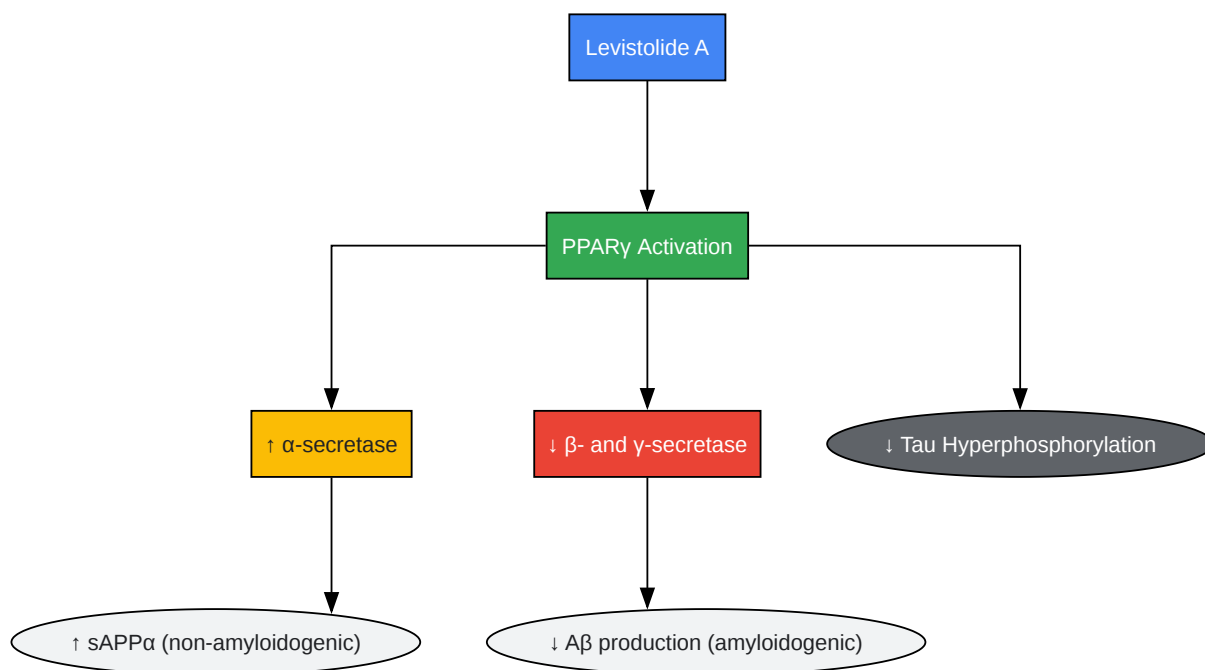 Levistolide A
PPARγ Activation
↑ α-secretase
↓ β- and γ-secretase
↓ Tau Hyperphosphorylation
↑ sAPPα (non-amyloidogenic)
↓ Aβ production (amyloidogenic)